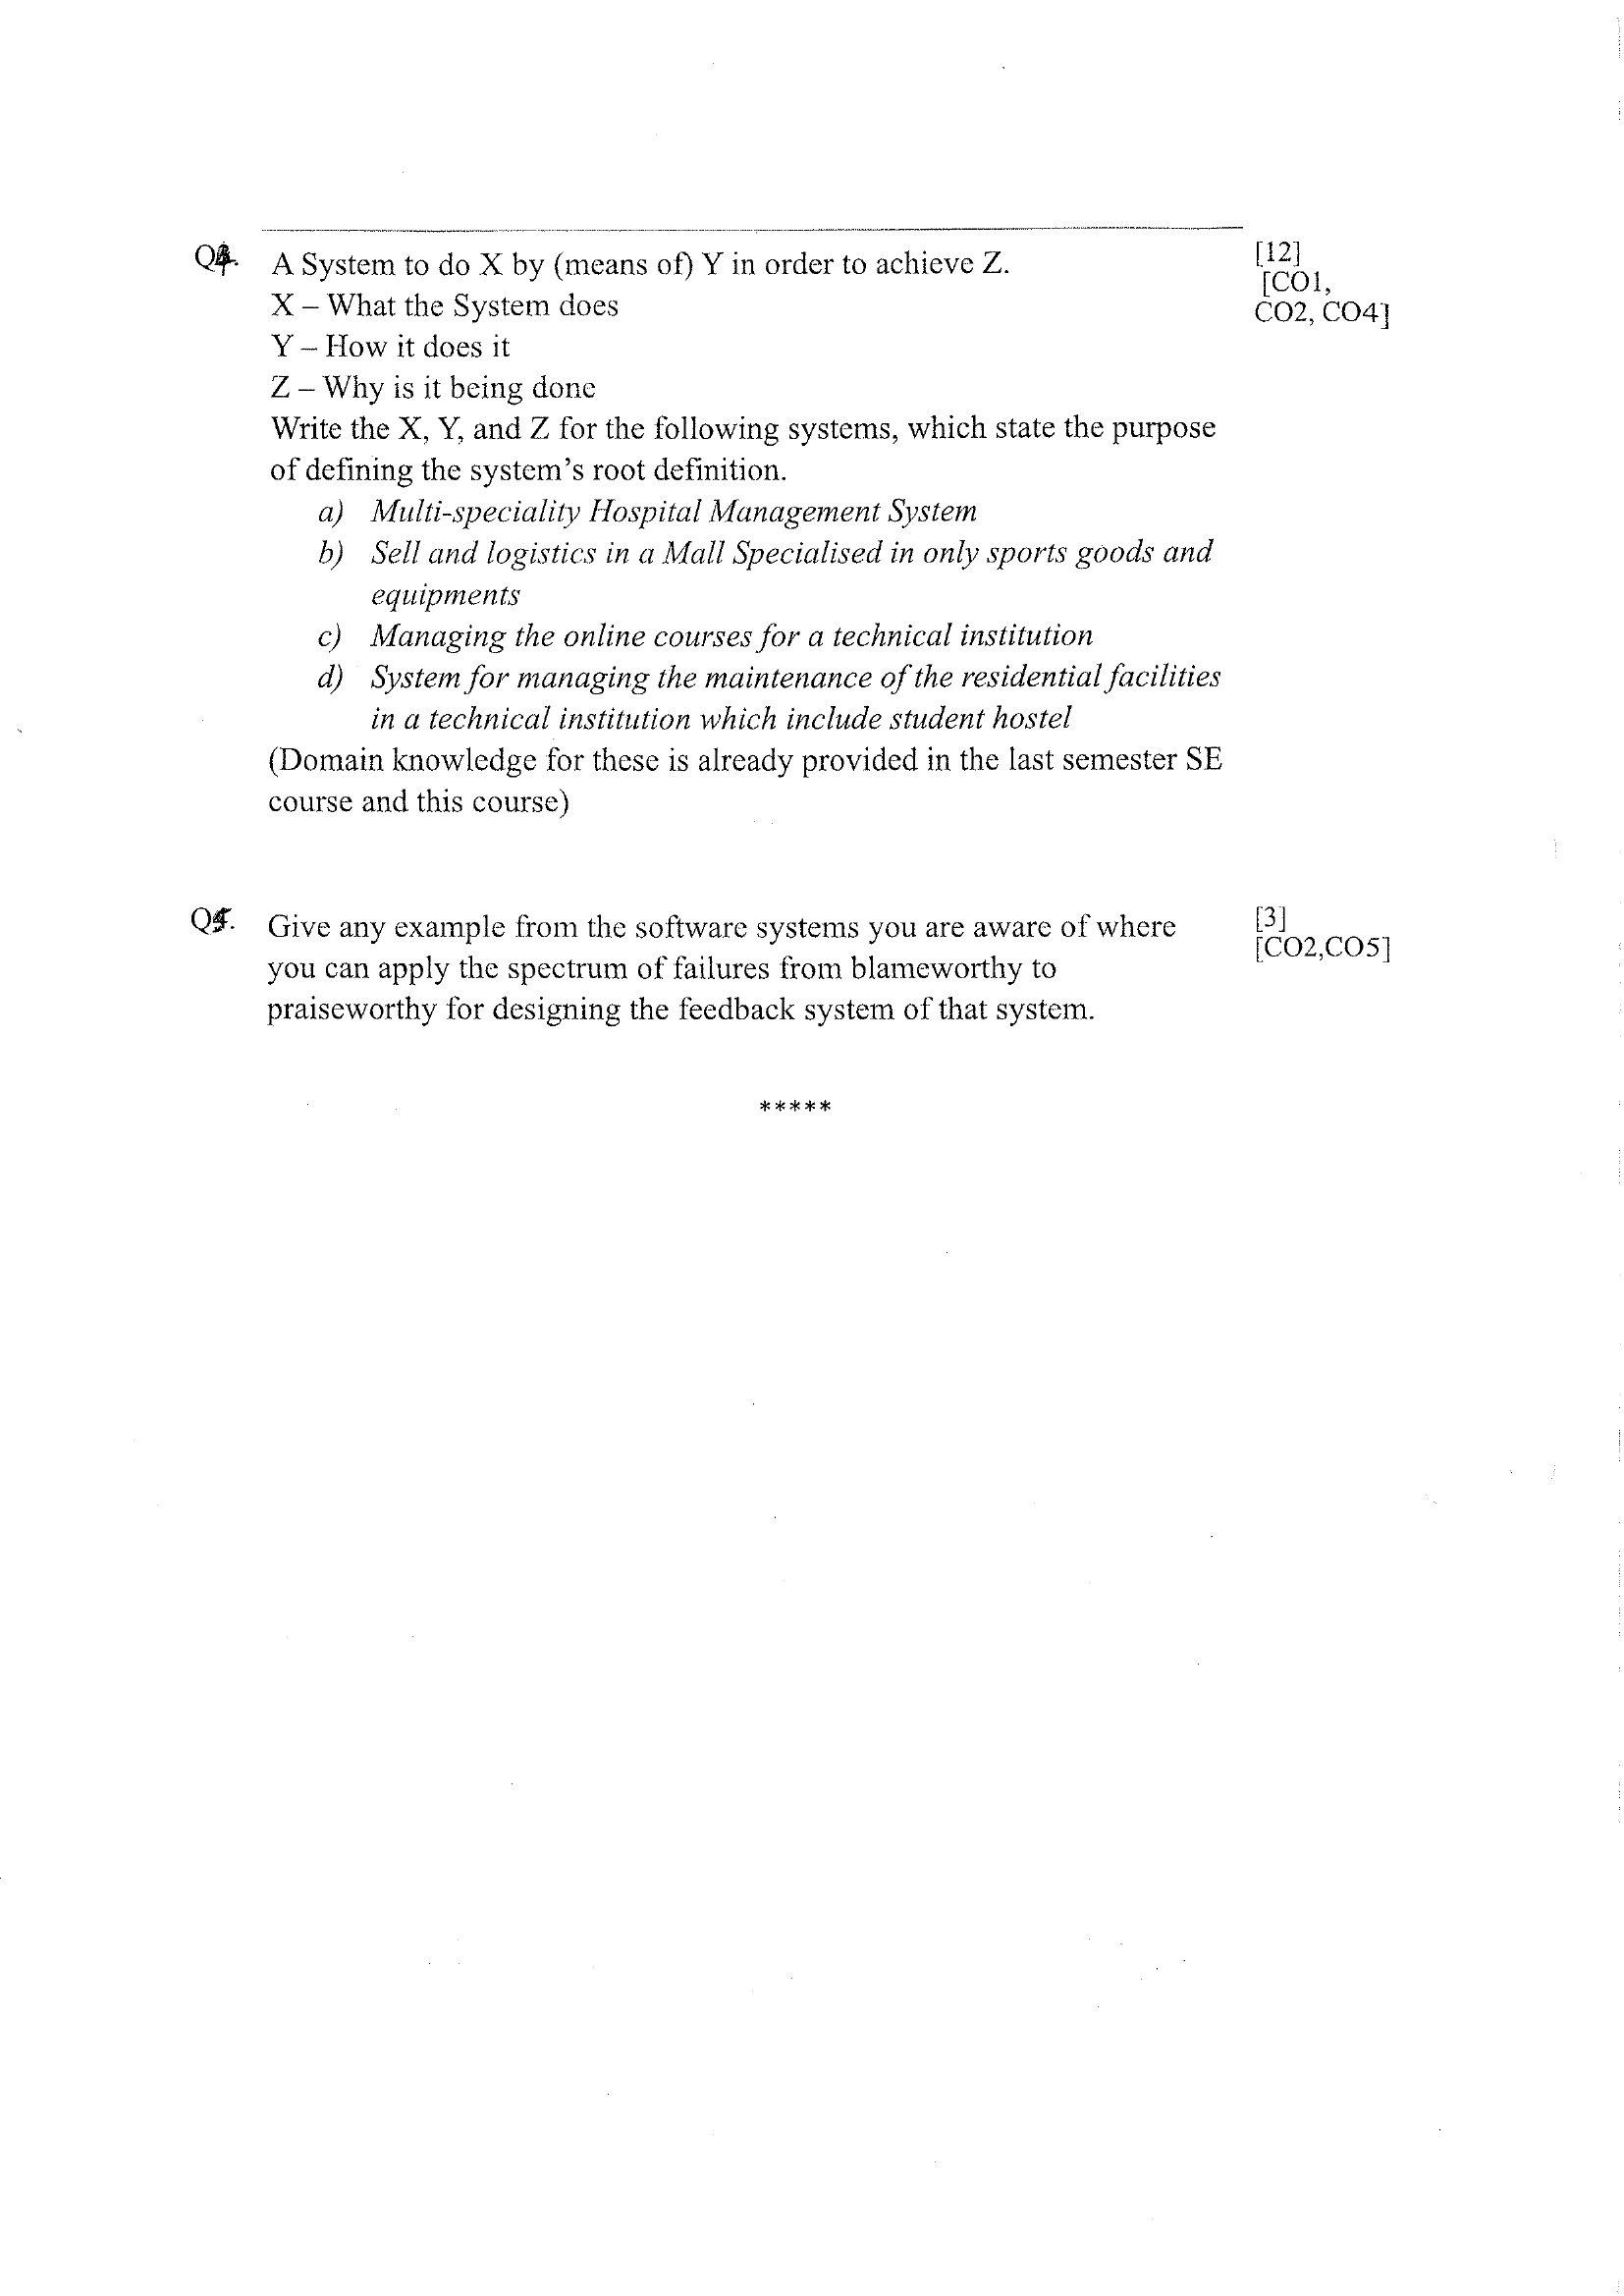 Q4. A System to do X by (means of) Y in order to achieve Z. [12]
[CO1,
X – What the System does CO2, CO4]
Y – How it does it
Z – Why is it being done
Write the X, Y, and Z for the following systems, which state the purpose
of defining the system's root definition.
a) Multi-speciality Hospital Management System
b) Sell and logistics in a Mall Specialised in only sports goods and
equipments
c) Managing the online courses for a technical institution
d) System for managing the maintenance of the residential facilities
in a technical institution which include student hostel
(Domain knowledge for these is already provided in the last semester SE
course and this course)
Q5. Give any example from the software systems you are aware of where [3]
[CO2,CO5]
you can apply the spectrum of failures from blameworthy to
praiseworthy for designing the feedback system of that system.
*****